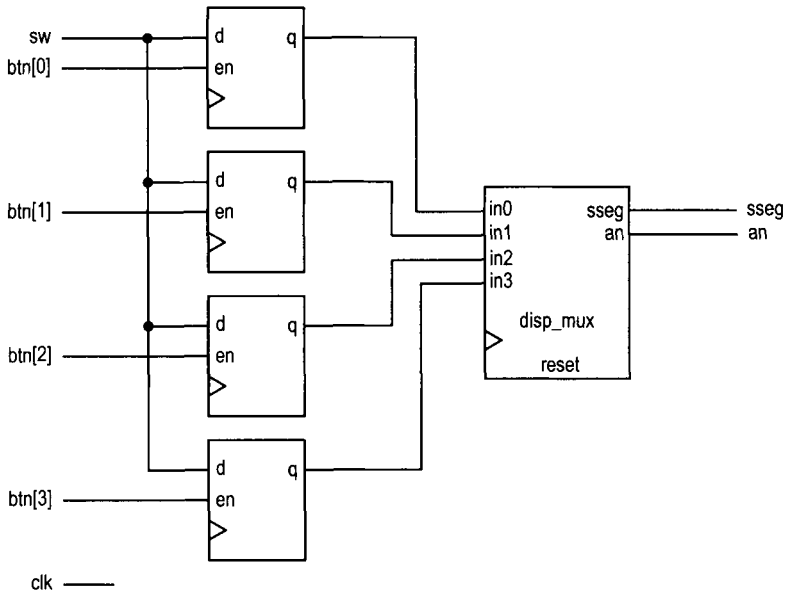 sw
d
q
btn[0]
en
d
q
btn[1]
en
in0
sseg
sseg
in1
an
an
in2
in3
d
q
disp_mux
btn[2]
en
reset
d
q
btn[3]
en
clk